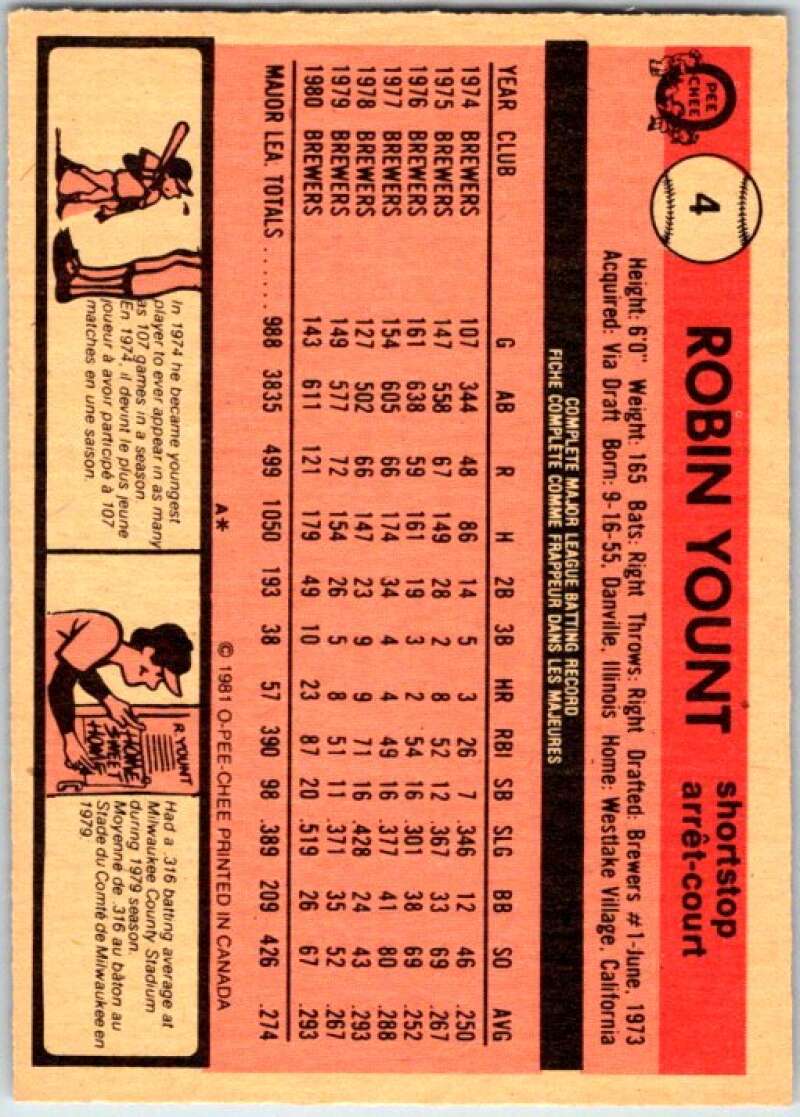 O PEE CHEE
4
ROBIN YOUNT
shortstop
arrêt-court
Height: 6'0" Weight: 165 Bats: Right Throws: Right Drafted: Brewers #1-June, 1973
Acquired: Via Draft Born: 9-16-55, Danville, Illinois Home: Westlake Village, California
COMPLETE MAJOR LEAGUE BATTING RECORD
FICHE COMPLÈTE COMME FRAPPEUR DANS LES MAJEURES
YEAR CLUB G AB R H 2B 3B HR RBI SB SLG BB SO AVG
1974 BREWERS 107 344 48 86 14 5 3 26 7 .346 12 46 .250
1975 BREWERS 147 558 67 149 28 2 8 52 12 .367 33 69 .267
1976 BREWERS 161 638 59 161 19 3 2 54 16 .301 38 69 .252
1977 BREWERS 154 605 66 174 34 4 4 49 16 .377 41 80 .288
1978 BREWERS 127 502 66 147 23 9 9 71 16 .428 24 43 .293
1979 BREWERS 149 577 72 154 26 5 8 51 11 .371 35 52 .267
1980 BREWERS 143 611 121 179 49 10 23 87 20 .519 26 67 .293
MAJOR LEA. TOTALS ....... 988 3835 499 1050 193 38 57 390 98 .389 209 426 .274
A* © 1981 O-PEE-CHEE PRINTED IN CANADA
In 1974 he became youngest
player to ever appear in as many
as 107 games in a season
En 1974, il devint le plus jeune
joueur à avoir participé à 107
matches en une saison.
R. YOUNT
HOME
SWEET
HOME
Had a .316 batting average at
Milwaukee County Stadium
during 1979 season.
Moyenne de .316 au bâton au
Stade du Comté de Milwaukee en
1979.